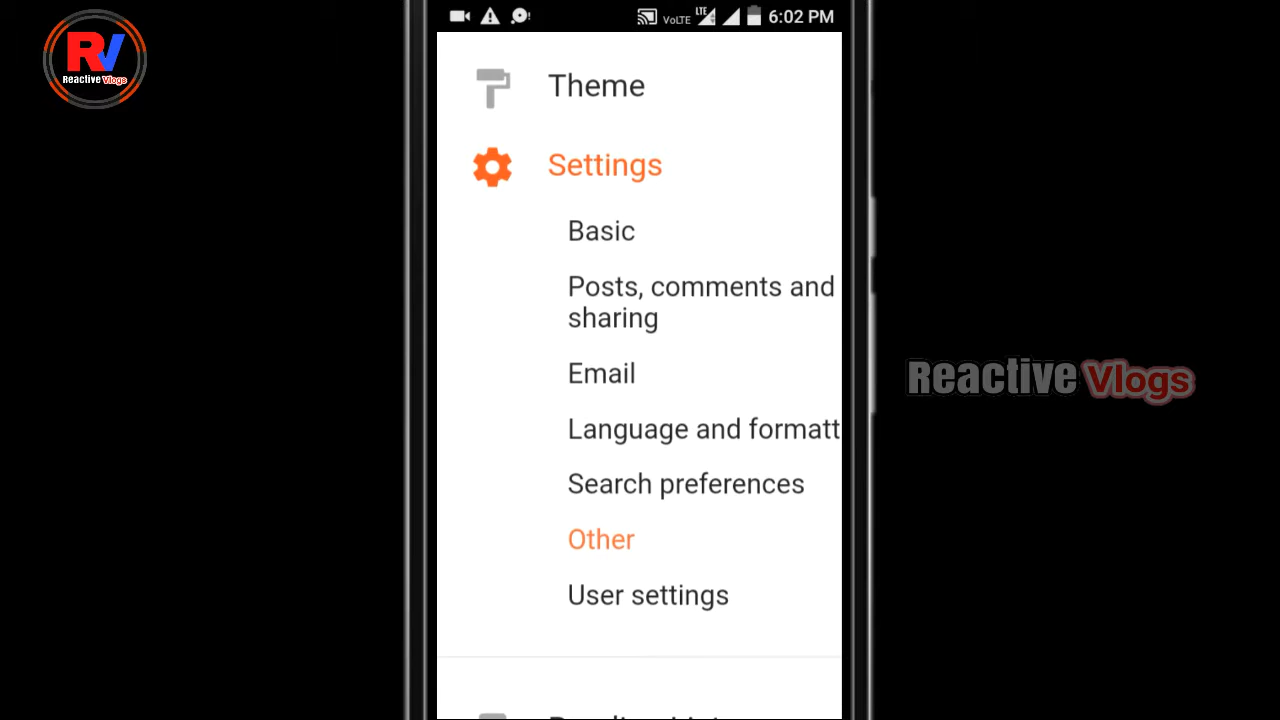 RV
Reactive Vlogs
VoLTE LTE 6:02 PM
Theme
Settings
Basic
Posts, comments and
sharing
Email
Language and formatt
Search preferences
Other
User settings
Reactive Vlogs